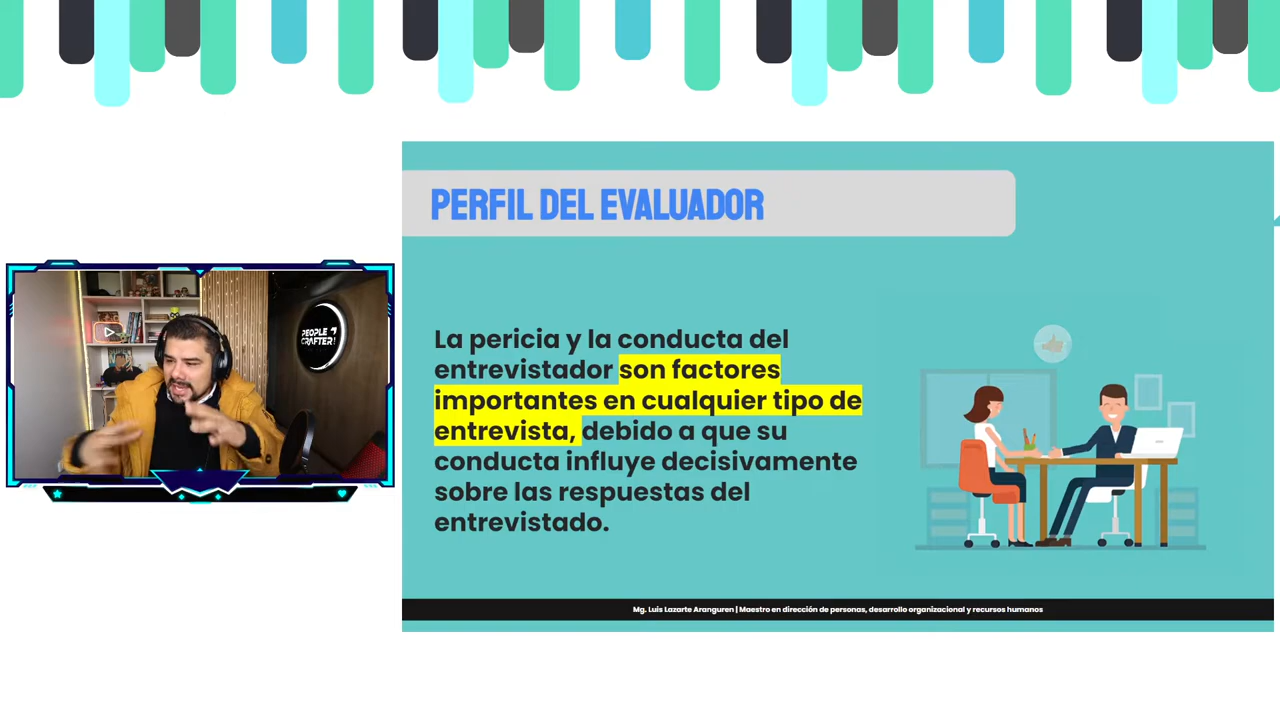 PERFIL DEL EVALUADOR
La pericia y la conducta del
entrevistador son factores
importantes en cualquier tipo de
entrevista, debido a que su
conducta influye decisivamente
sobre las respuestas del
entrevistado.
PEOPLE
CRAFTER!
Mg. Luis Lazarte Aranguren | Maestro en dirección de personas, desarrollo organizacional y recursos humanos